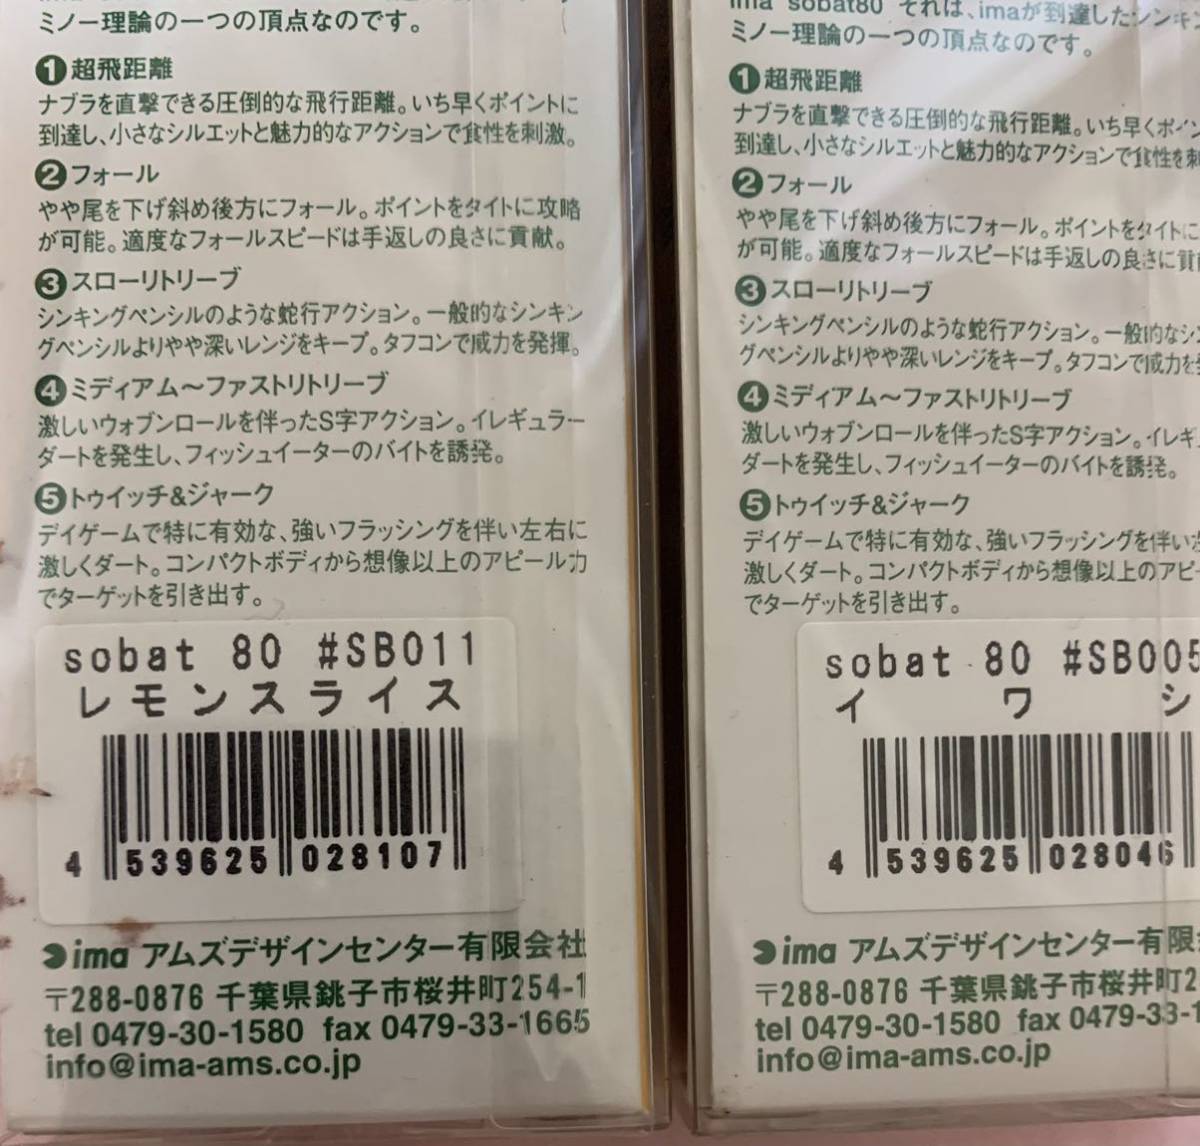 ミノー理論の一つの頂点なのです。
❶超飛距離
ナブラを直撃できる圧倒的な飛行距離。いち早くポイントに
到達し、小さなシルエットと魅力的なアクションで食性を刺激。
❷フォール
やや尾を下げ斜め後方にフォール。ポイントをタイトに攻略
が可能。適度なフォールスピードは手返しの良さに貢献。
❸スローリトリーブ
シンキングペンシルのような蛇行アクション。一般的なシンキン
グペンシルよりやや深いレンジをキープ。タフコンで威力を発揮。
❹ミディアム〜ファストリトリーブ
激しいウォブンロールを伴ったS字アクション。イレギュラー
ダートを発生し、フィッシュイーターのバイトを誘発。
❺トゥイッチ&ジャーク
デイゲームで特に有効な、強いフラッシングを伴い左右に
激しくダート。コンパクトボディから想像以上のアピール力
でターゲットを引き出す。
sobat 80 #SB011
レモンスライス
4 539625 028107
ima アムズデザインセンター有限会社
〒288-0876 千葉県銚子市桜井町254-1
tel 0479-30-1580 fax 0479-33-1665
info@ima-ams.co.jp
ima sobat80 それは、imaが到達したシンキン
ミノー理論の一つの頂点なのです。
❶超飛距離
ナブラを直撃できる圧倒的な飛行距離。いち早くポイン
到達し、小さなシルエットと魅力的なアクションで食性を刺
❷フォール
やや尾を下げ斜め後方にフォール。ポイントをタイトに
が可能。適度なフォールスピードは手返しの良さに貢
❸スローリトリーブ
シンキングペンシルのような蛇行アクション。一般的なシン
グペンシルよりやや深いレンジをキープ。タフコンで威力を
❹ミディアム〜ファストリトリーブ
激しいウォブンロールを伴ったS字アクション。イレギ
ダートを発生し、フィッシュイーターのバイトを誘発。
❺トゥイッチ&ジャーク
デイゲームで特に有効な、強いフラッシングを伴い
激しくダート。コンパクトボディから想像以上のアピー
でターゲットを引き出す。
sobat 80 #SB005
イワシ
4 539625 028046
ima アムズデザインセンター有限
〒288-0876 千葉県銚子市桜井町2
tel 0479-30-1580 fax 0479-33-1
info@ima-ams.co.jp